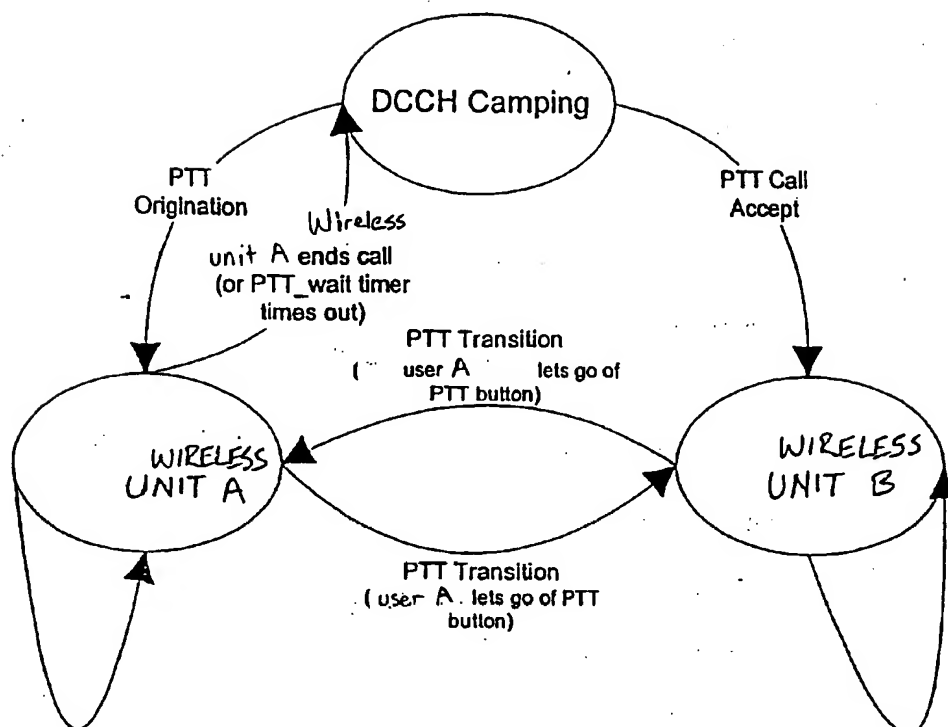 DCCH Camping
PTT
Origination
PTT Call
Accept
Wireless
unit A ends call
(or PTT_wait timer
times out)
PTT Transition
( user A lets go of
PTT button)
WIRELESS
UNIT A
WIRELESS
UNIT B
PTT Transition
( user A. lets go of PTT
button)